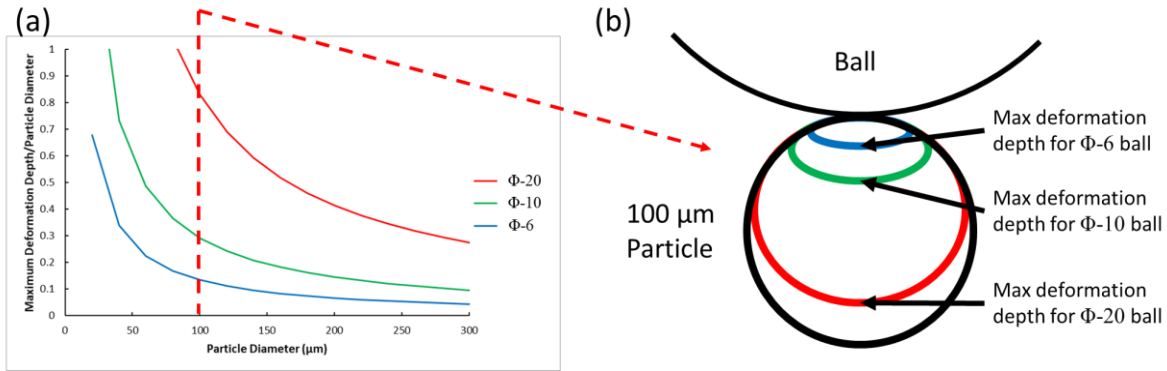 (a)
Maximum Deformation Depth/Particle Diameter
1
0.9
0.8
0.7
0.6
0.5
0.4
0.3
0.2
0.1
0
0 50 100 150 200 250 300
Particle Diameter (μm)
Φ-20
Φ-10
Φ-6
(b)
Ball
100 μm
Particle
Max deformation
depth for Φ-6 ball
Max deformation
depth for Φ-10 ball
Max deformation
depth for Φ-20 ball